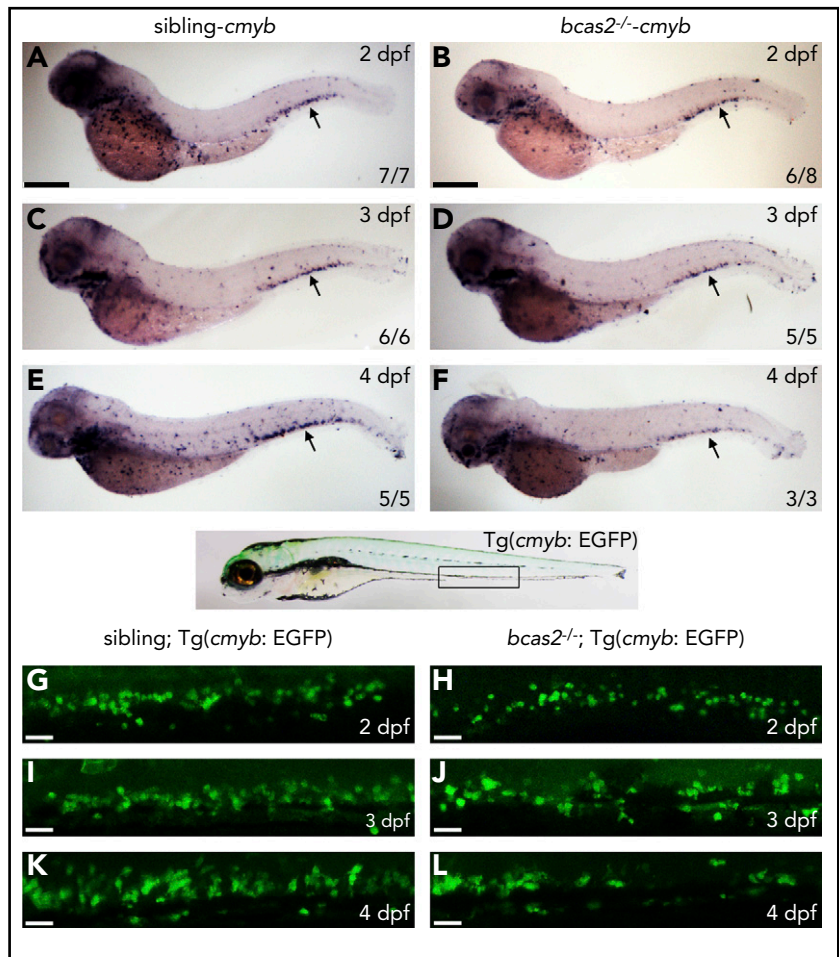 sibling-cmyb
bcas2-/--cmyb
A
2 dpf
7/7
B
2 dpf
6/8
C
3 dpf
6/6
D
3 dpf
5/5
E
4 dpf
5/5
F
4 dpf
3/3
Tg(cmyb: EGFP)
sibling; Tg(cmyb: EGFP)
bcas2-/-; Tg(cmyb: EGFP)
G
2 dpf
H
2 dpf
I
3 dpf
J
3 dpf
K
4 dpf
L
4 dpf